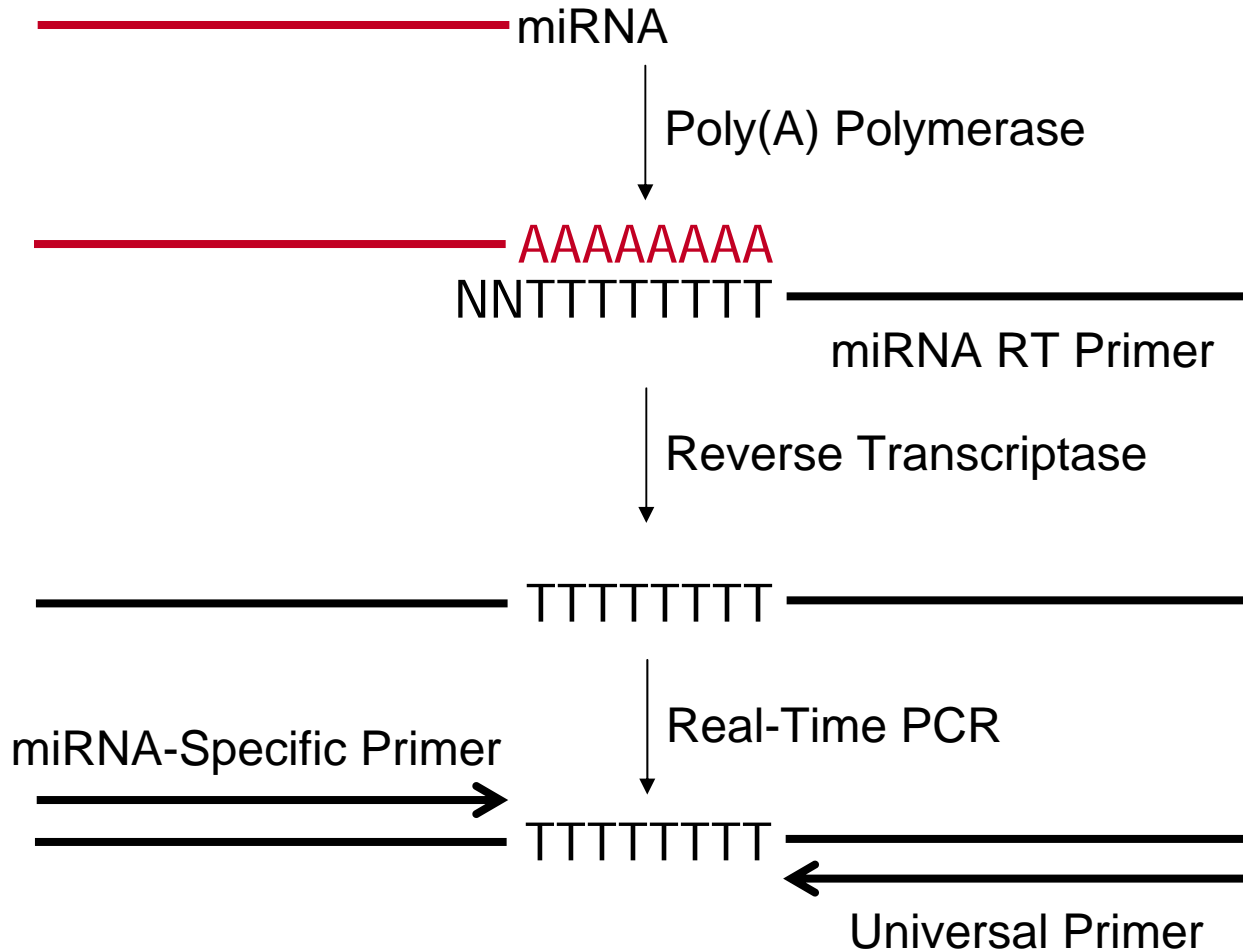 miRNA
Poly(A) Polymerase
AAAAAAAA
NNTTTTTTTT
miRNA RT Primer
Reverse Transcriptase
TTTTTTTT
Real-Time PCR
miRNA-Specific Primer
TTTTTTTT
Universal Primer